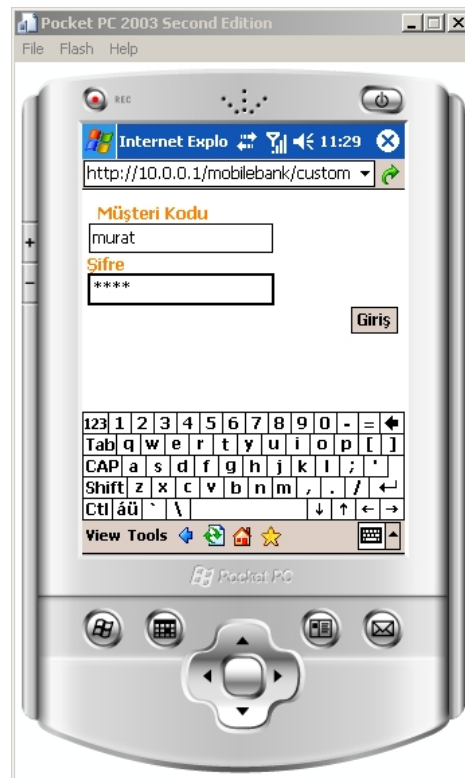 Pocket PC 2003 Second Edition
File Flash Help
REC
Internet Explo 11:29
http://10.0.0.1/mobilebank/custom
Müşteri Kodu
murat
Şifre
****
Giriş
123 1 2 3 4 5 6 7 8 9 0 - =
Tab q w e r t y u i o p [ ]
CAP a s d f g h j k l ; '
Shift z x c v b n m , . /
Ctl áü ` \
View Tools
Pocket PC